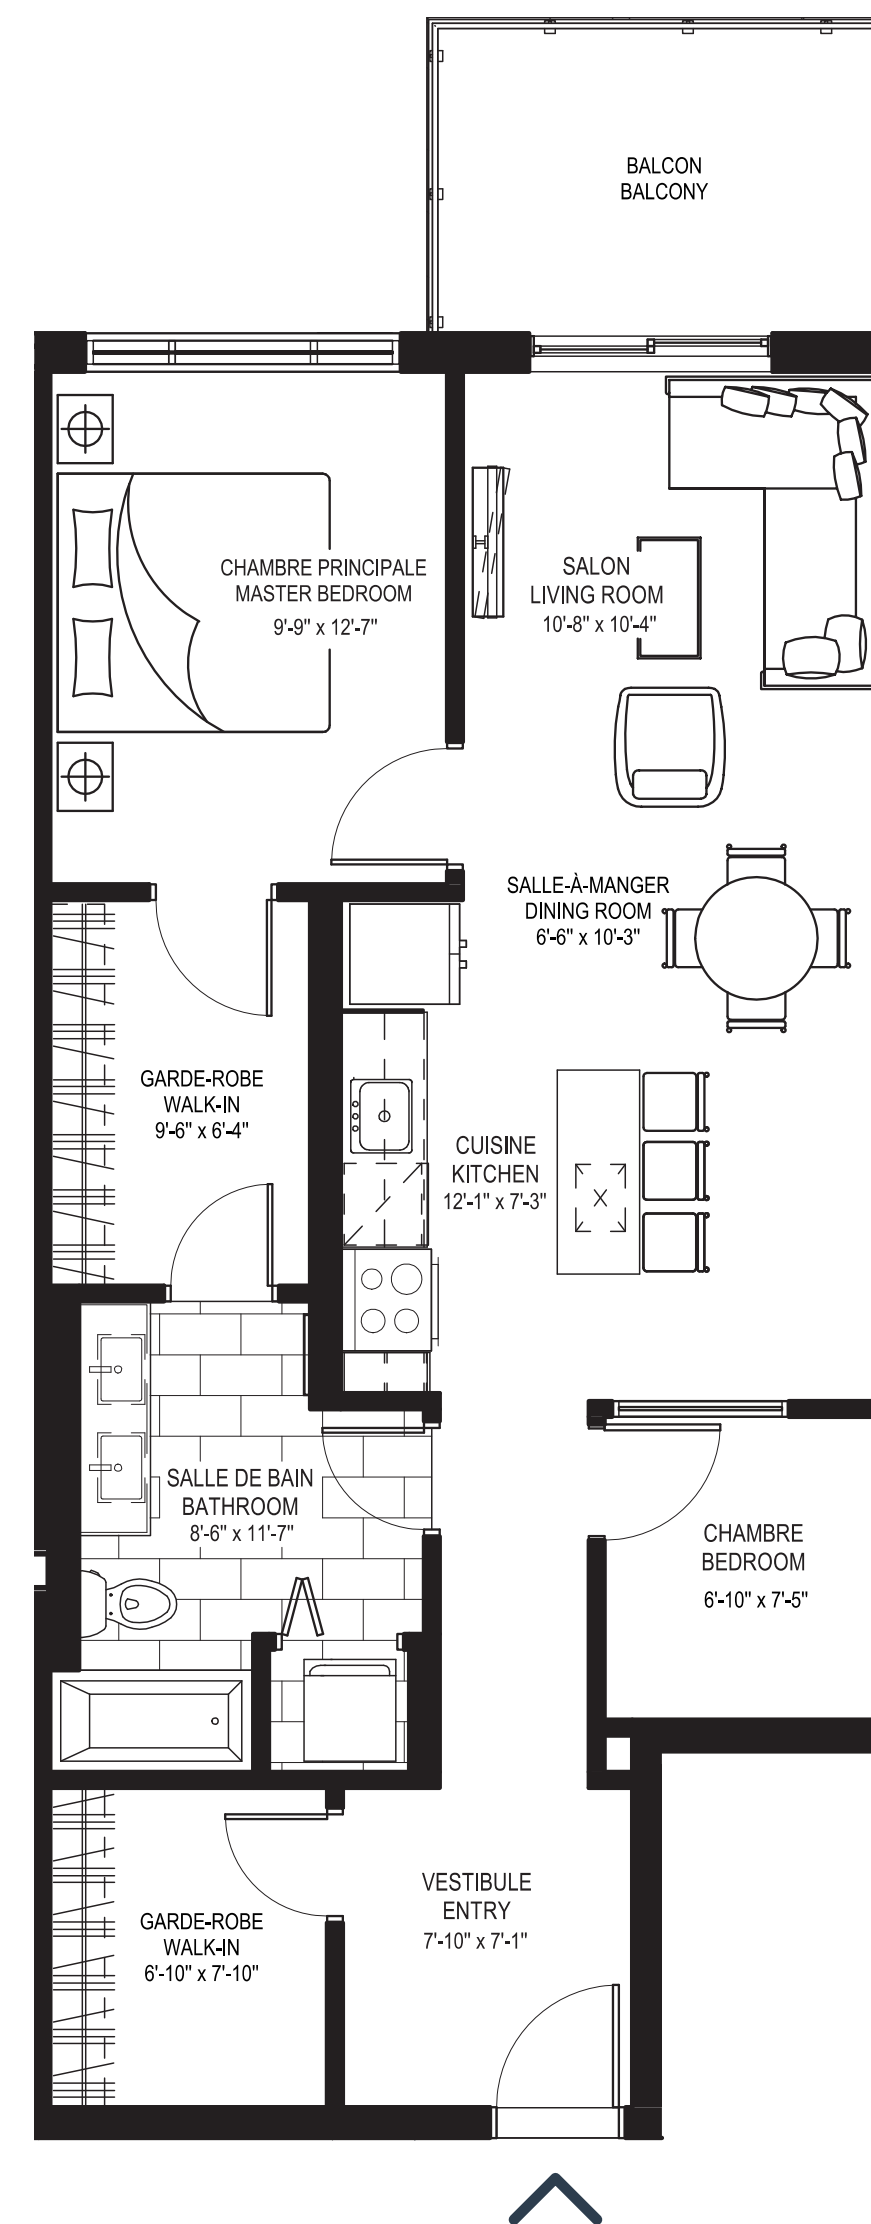 BALCON
BALCONY
CHAMBRE PRINCIPALE
MASTER BEDROOM
9'-9" x 12'-7"
SALON
LIVING ROOM
10'-8" x 10'-4"
SALLE-À-MANGER
DINING ROOM
6'-6" x 10'-3"
GARDE-ROBE
WALK-IN
9'-6" x 6'-4"
CUISINE
KITCHEN
12'-1" x 7'-3"
SALLE DE BAIN
BATHROOM
8'-6" x 11'-7"
CHAMBRE
BEDROOM
6'-10" x 7'-5"
VESTIBULE
ENTRY
7'-10" x 7'-1"
GARDE-ROBE
WALK-IN
6'-10" x 7'-10"